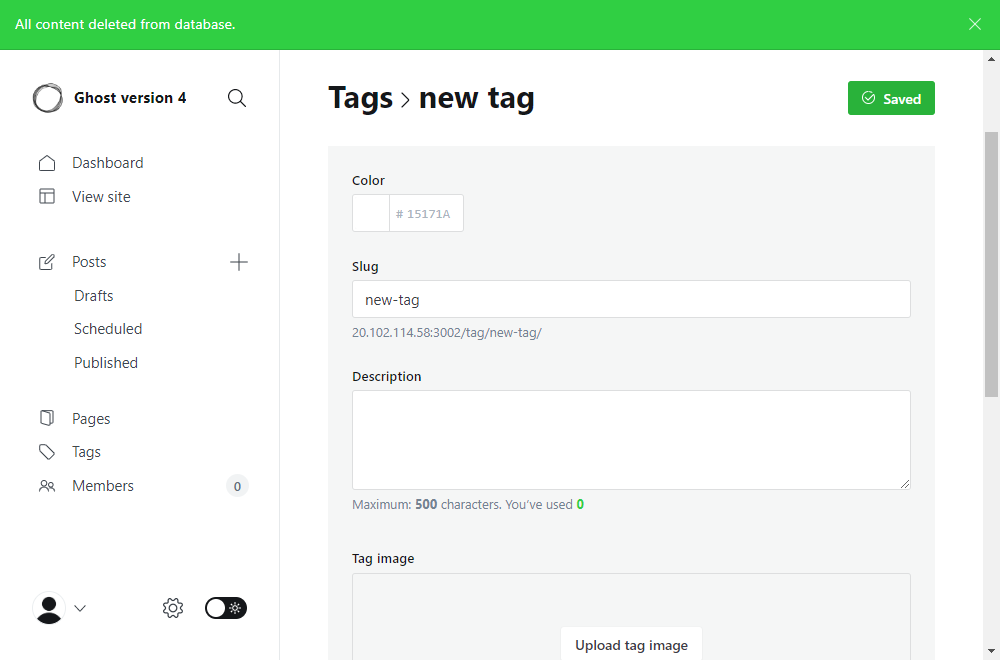 All content deleted from database.
Ghost version 4
Dashboard
View site
Posts
Drafts
Scheduled
Published
Pages
Tags
Members
0
Tags > new tag
Saved
Color
# 15171A
Slug
new-tag
20.102.114.58:3002/tag/new-tag/
Description
Maximum: 500 characters. You’ve used 0
Tag image
Upload tag image